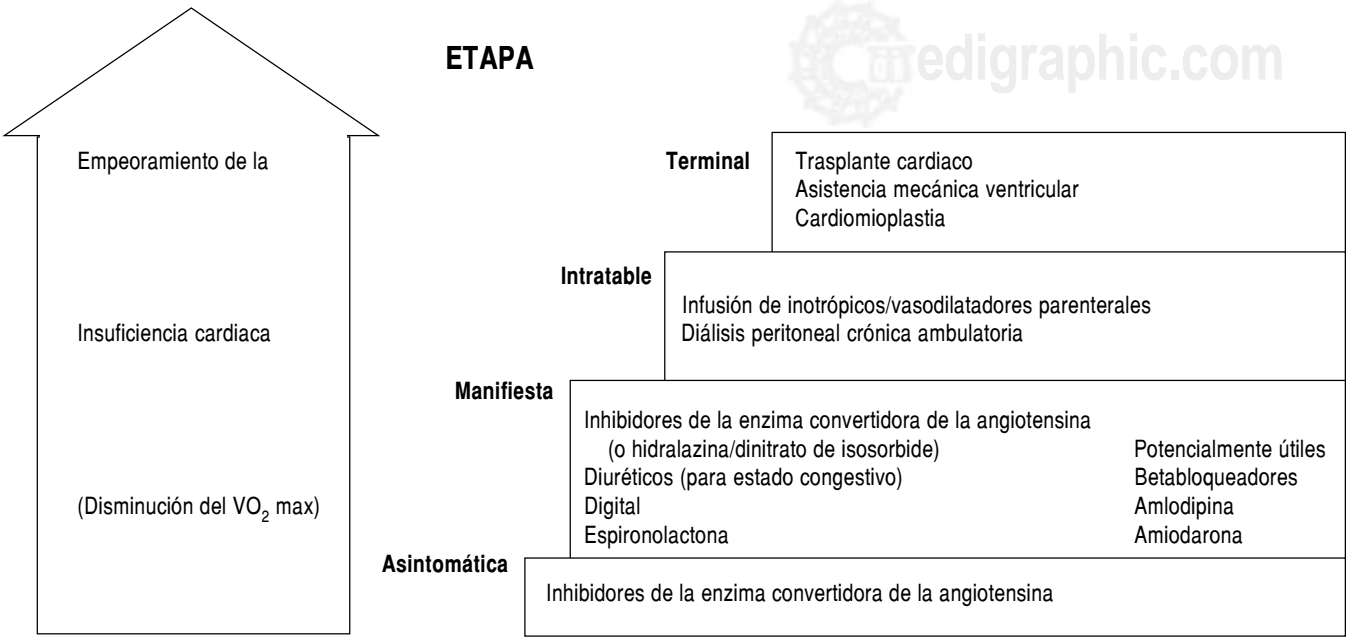 ETAPA
medigraphic.com
Empeoramiento de la
Insuficiencia cardiaca
(Disminución del VO₂ max)
Terminal
Trasplante cardiaco
Asistencia mecánica ventricular
Cardiomioplastia
Intratable
Infusión de inotrópicos/vasodilatadores parenterales
Diálisis peritoneal crónica ambulatoria
Manifiesta
Inhibidores de la enzima convertidora de la angiotensina
(o hidralazina/dinitrato de isosorbide)
Diuréticos (para estado congestivo)
Digital
Espironolactona
Potencialmente útiles
Betabloqueadores
Amlodipina
Amiodarona
Asintomática
Inhibidores de la enzima convertidora de la angiotensina